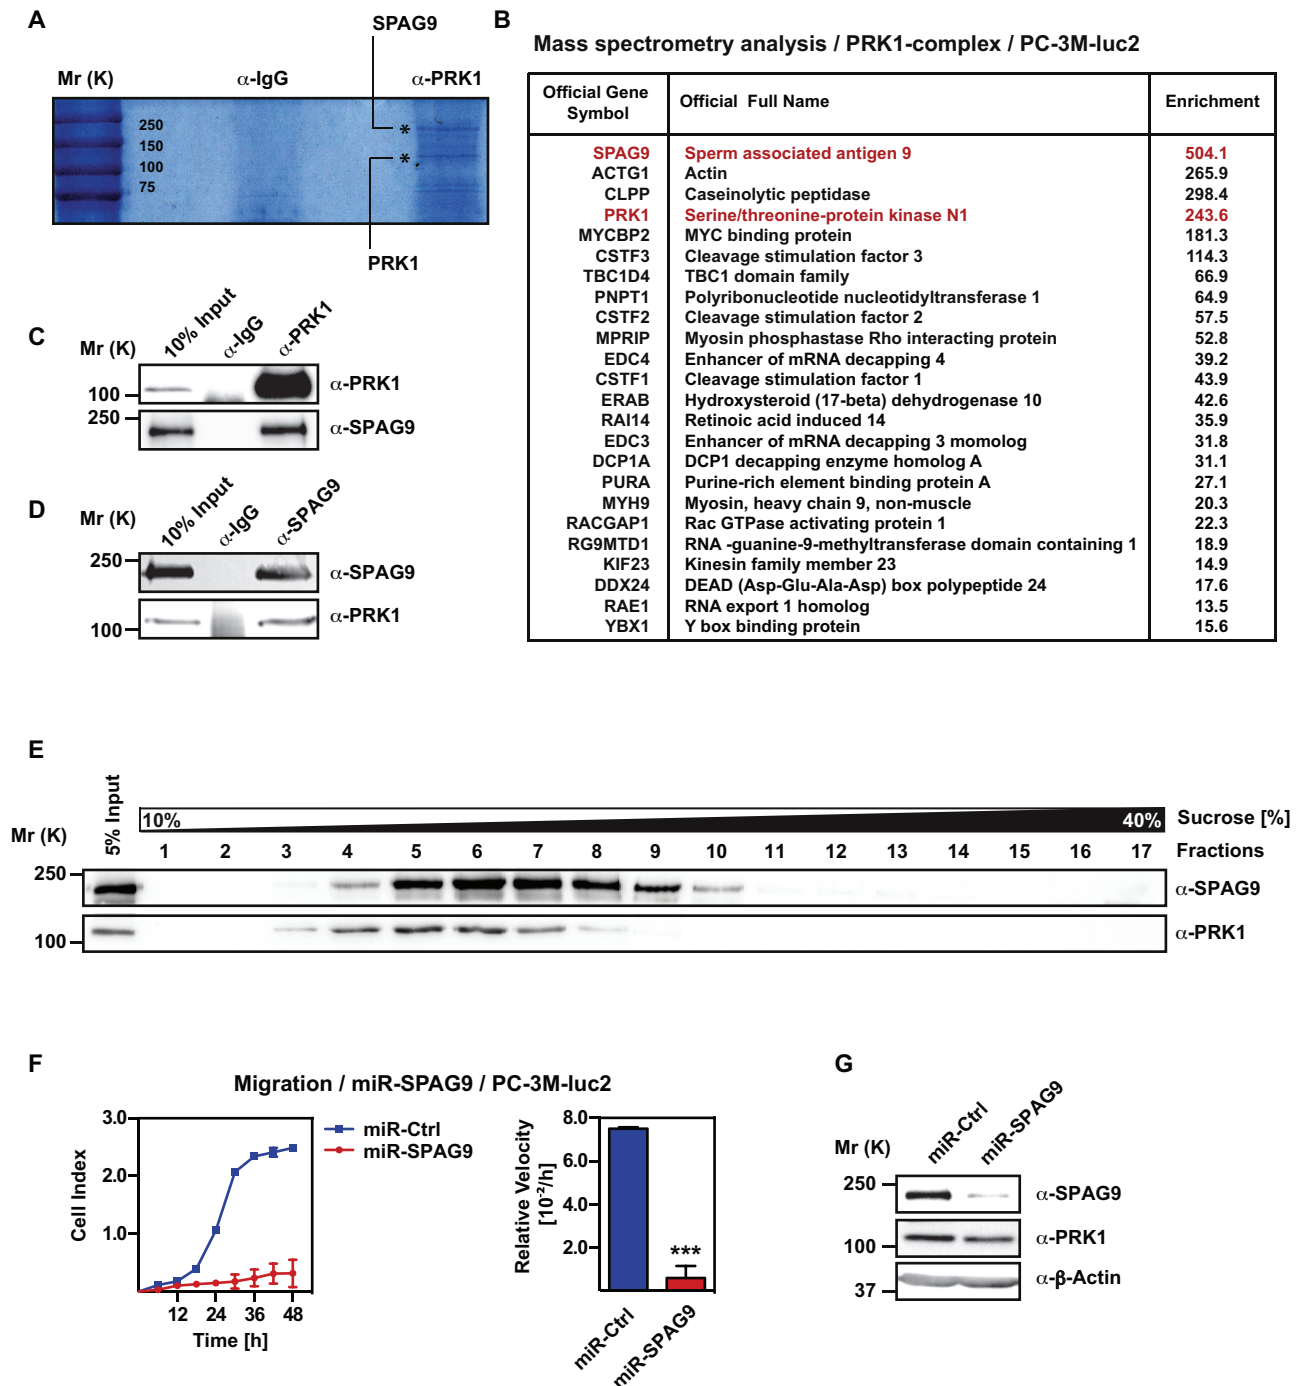 A
SPAG9
Mr (K)
α-IgG
α-PRK1
250
150
100
75
*
*
PRK1
B
Mass spectrometry analysis / PRK1-complex / PC-3M-luc2
Official Gene Symbol Official Full Name Enrichment
SPAG9 Sperm associated antigen 9 504.1
ACTG1 Actin 265.9
CLPP Caseinolytic peptidase 298.4
PRK1 Serine/threonine-protein kinase N1 243.6
MYCBP2 MYC binding protein 181.3
CSTF3 Cleavage stimulation factor 3 114.3
TBC1D4 TBC1 domain family 66.9
PNPT1 Polyribonucleotide nucleotidyltransferase 1 64.9
CSTF2 Cleavage stimulation factor 2 57.5
MPRIP Myosin phosphastase Rho interacting protein 52.8
EDC4 Enhancer of mRNA decapping 4 39.2
CSTF1 Cleavage stimulation factor 1 43.9
ERAB Hydroxysteroid (17-beta) dehydrogenase 10 42.6
RAI14 Retinoic acid induced 14 35.9
EDC3 Enhancer of mRNA decapping 3 momolog 31.8
DCP1A DCP1 decapping enzyme homolog A 31.1
PURA Purine-rich element binding protein A 27.1
MYH9 Myosin, heavy chain 9, non-muscle 20.3
RACGAP1 Rac GTPase activating protein 1 22.3
RG9MTD1 RNA -guanine-9-methyltransferase domain containing 1 18.9
KIF23 Kinesin family member 23 14.9
DDX24 DEAD (Asp-Glu-Ala-Asp) box polypeptide 24 17.6
RAE1 RNA export 1 homolog 13.5
YBX1 Y box binding protein 15.6
C
Mr (K)
10% Input
α-IgG
α-PRK1
100
α-PRK1
250
α-SPAG9
D
Mr (K)
10% Input
α-IgG
α-SPAG9
250
α-SPAG9
100
α-PRK1
E
Mr (K)
5% Input
10%
40%
Sucrose [%]
1 2 3 4 5 6 7 8 9 10 11 12 13 14 15 16 17 Fractions
250
α-SPAG9
100
α-PRK1
F
Migration / miR-SPAG9 / PC-3M-luc2
Cell Index
3.0
2.0
1.0
12 24 36 48
Time [h]
miR-Ctrl
miR-SPAG9
Relative Velocity
[10⁻²/h]
8.0
6.0
4.0
2.0
***
miR-Ctrl
miR-SPAG9
G
Mr (K)
miR-Ctrl
miR-SPAG9
250
α-SPAG9
100
α-PRK1
37
α-β-Actin